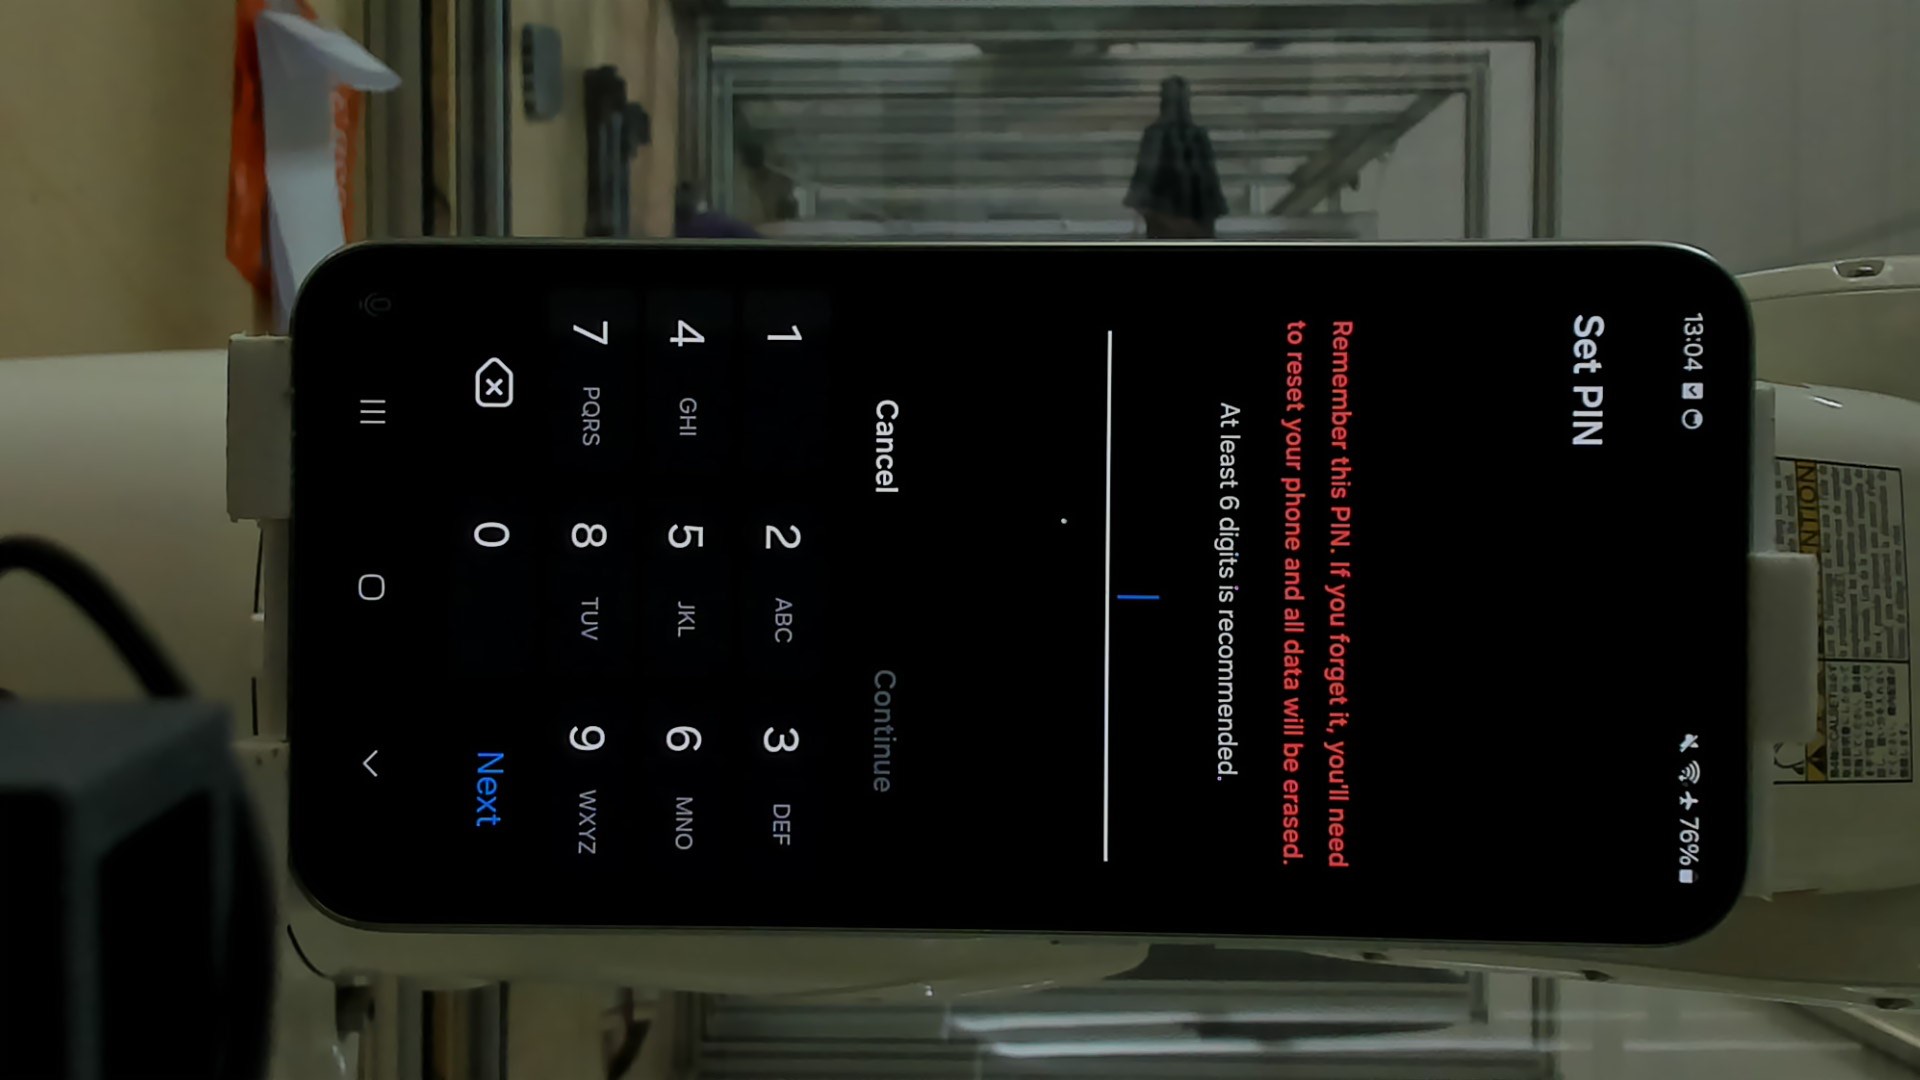 13:04 76%
Set PIN
Remember this PIN. If you forget it, you'll need
to reset your phone and all data will be erased.
At least 6 digits is recommended.
Cancel Continue
1 2 ABC 3 DEF
4 GHI 5 JKL 6 MNO
7 PQRS 8 TUV 9 WXYZ
0 Next